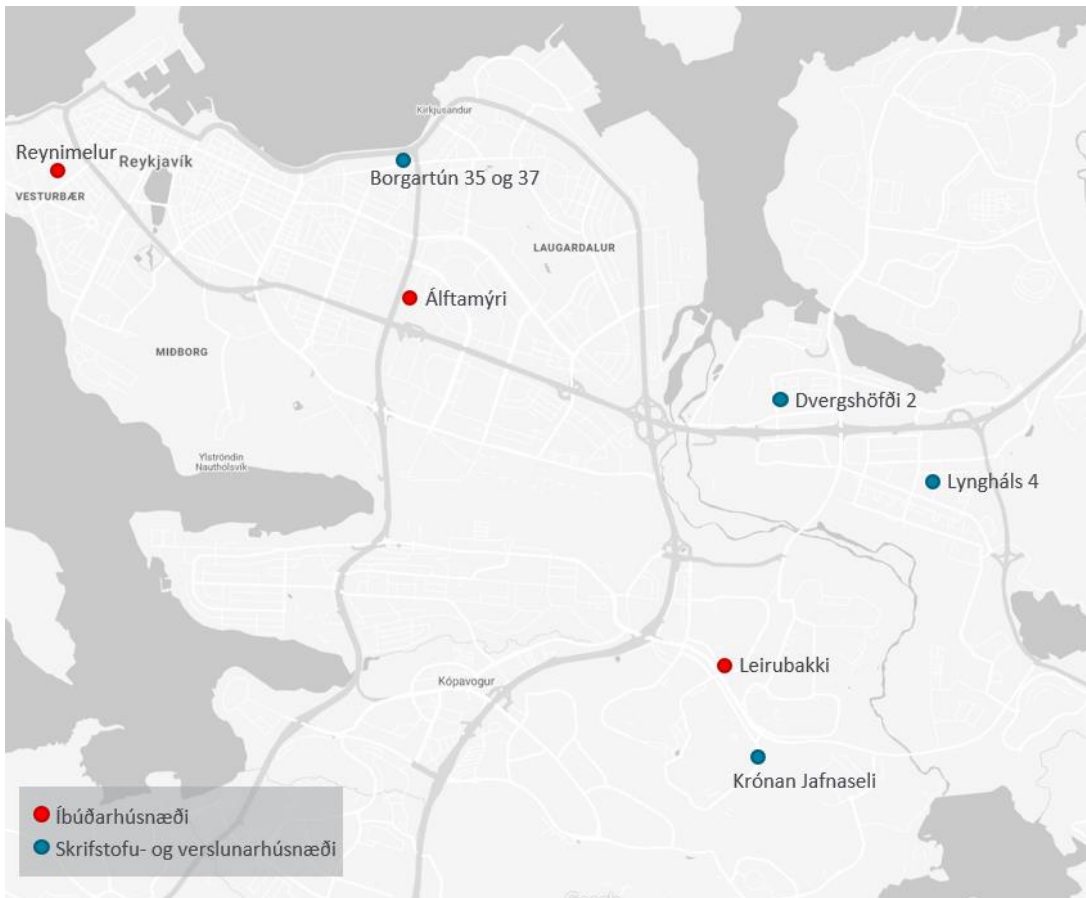 Kirkjusandur
Reynimelur
Reykjavík
Borgartún 35 og 37
VESTURBÆR
LAUGARDALUR
Álftamýri
MIÐBORG
Dvergshöfði 2
Ylströndin
Nauthólsvík
Lyngháls 4
Leirubakki
Kópavogur
Krónan Jafnaseli
Íbúðarhúsnæði
Skrifstofu- og verslunarhúsnæði